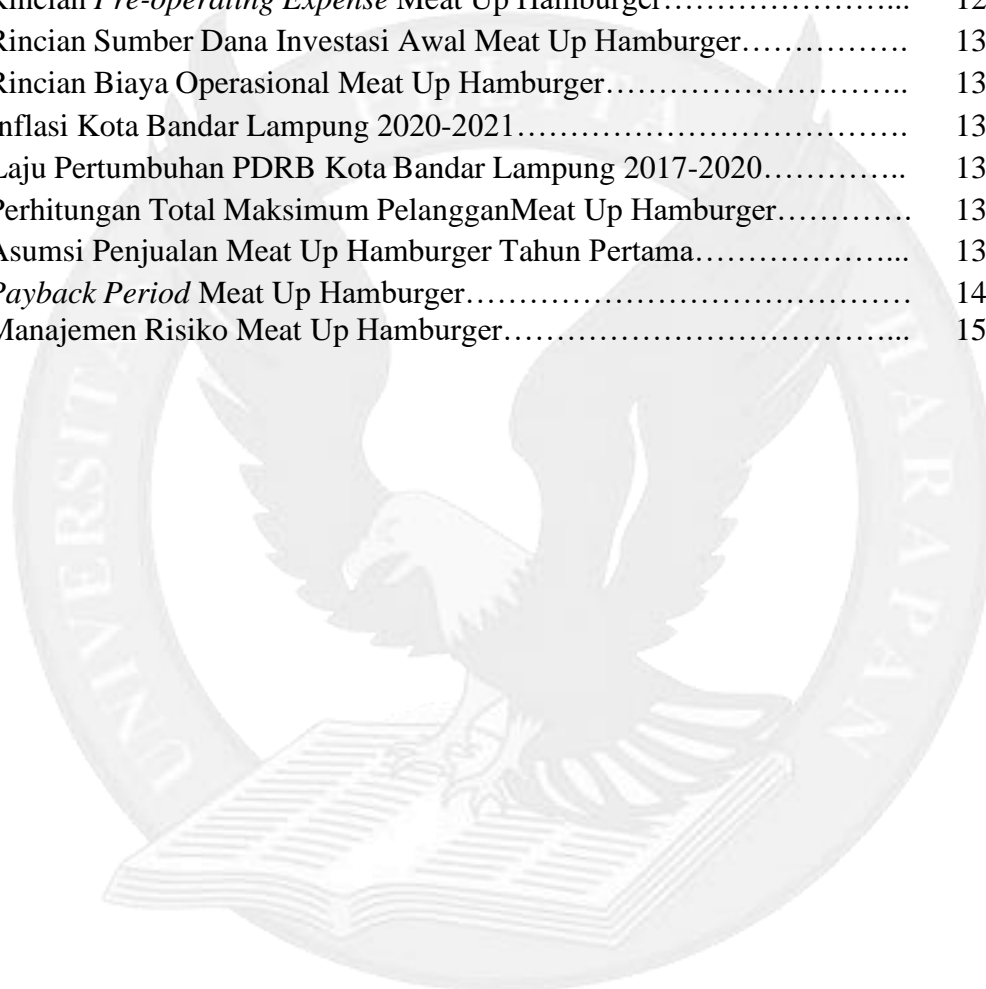 Rincian Pre-operating Expense Meat Up Hamburger…………………... 12
Rincian Sumber Dana Investasi Awal Meat Up Hamburger……………. 13
Rincian Biaya Operasional Meat Up Hamburger……………………….. 13
Inflasi Kota Bandar Lampung 2020-2021………………………………. 13
Laju Pertumbuhan PDRB Kota Bandar Lampung 2017-2020………….. 13
Perhitungan Total Maksimum PelangganMeat Up Hamburger…………. 13
Asumsi Penjualan Meat Up Hamburger Tahun Pertama………………... 13
Payback Period Meat Up Hamburger…………………………………… 14
Manajemen Risiko Meat Up Hamburger………………………………... 15
UNIVERSITAS PELITA HARAPAN